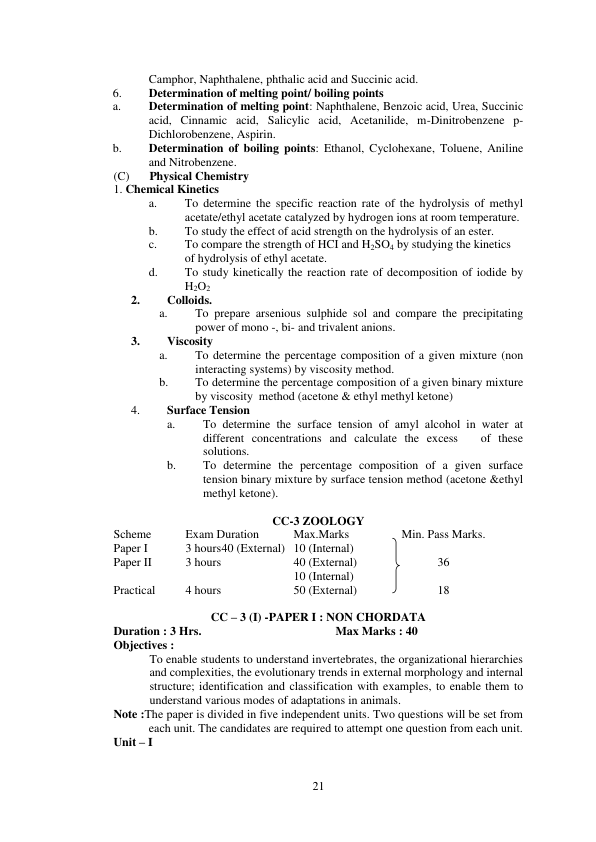 Camphor, Naphthalene, phthalic acid and Succinic acid.
6. Determination of melting point/ boiling points
a. Determination of melting point: Naphthalene, Benzoic acid, Urea, Succinic
acid, Cinnamic acid, Salicylic acid, Acetanilide, m-Dinitrobenzene p-
Dichlorobenzene, Aspirin.
b. Determination of boiling points: Ethanol, Cyclohexane, Toluene, Aniline
and Nitrobenzene.
(C) Physical Chemistry
1. Chemical Kinetics
a. To determine the specific reaction rate of the hydrolysis of methyl
acetate/ethyl acetate catalyzed by hydrogen ions at room temperature.
b. To study the effect of acid strength on the hydrolysis of an ester.
c. To compare the strength of HCI and H2SO4 by studying the kinetics
of hydrolysis of ethyl acetate.
d. To study kinetically the reaction rate of decomposition of iodide by
H2O2
2. Colloids.
a. To prepare arsenious sulphide sol and compare the precipitating
power of mono -, bi- and trivalent anions.
3. Viscosity
a. To determine the percentage composition of a given mixture (non
interacting systems) by viscosity method.
b. To determine the percentage composition of a given binary mixture
by viscosity method (acetone & ethyl methyl ketone)
4. Surface Tension
a. To determine the surface tension of amyl alcohol in water at
different concentrations and calculate the excess of these
solutions.
b. To determine the percentage composition of a given surface
tension binary mixture by surface tension method (acetone &ethyl
methyl ketone).
CC-3 ZOOLOGY
Scheme Exam Duration Max.Marks Min. Pass Marks.
Paper I 3 hours40 (External) 10 (Internal)
Paper II 3 hours 40 (External) 36
10 (Internal)
Practical 4 hours 50 (External) 18
CC – 3 (I) -PAPER I : NON CHORDATA
Duration : 3 Hrs. Max Marks : 40
Objectives :
To enable students to understand invertebrates, the organizational hierarchies
and complexities, the evolutionary trends in external morphology and internal
structure; identification and classification with examples, to enable them to
understand various modes of adaptations in animals.
Note :The paper is divided in five independent units. Two questions will be set from
each unit. The candidates are required to attempt one question from each unit.
Unit – I
21